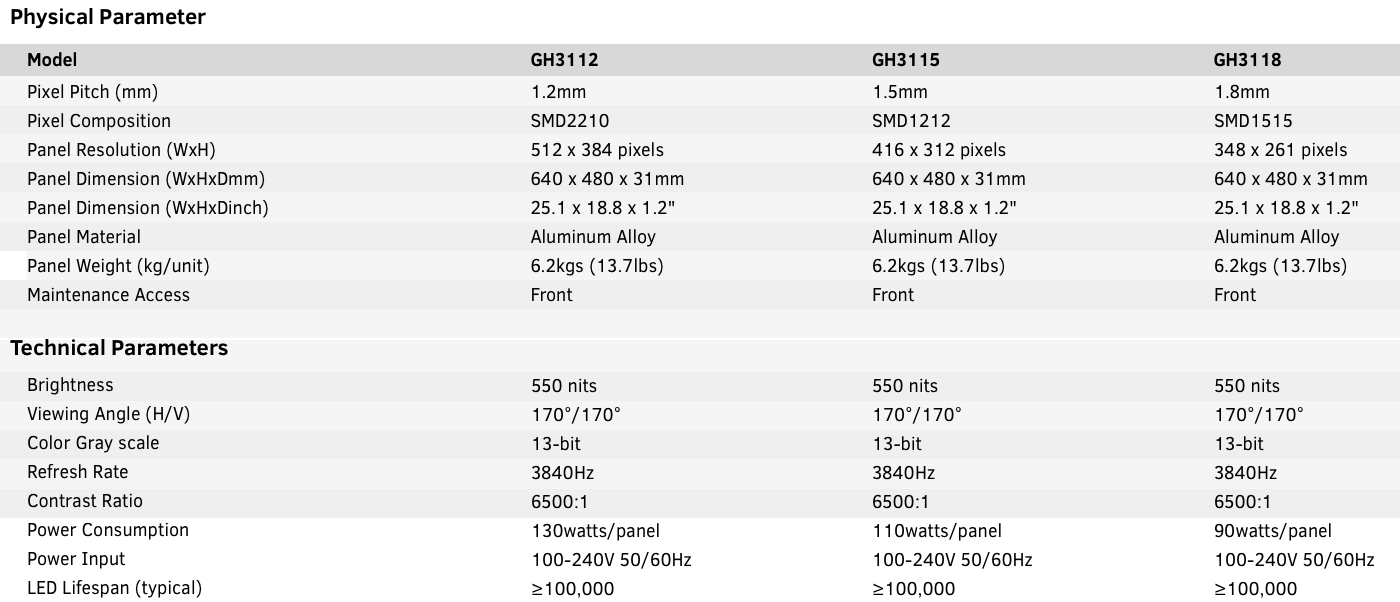 Physical Parameter
Model GH3112 GH3115 GH3118
Pixel Pitch (mm) 1.2mm 1.5mm 1.8mm
Pixel Composition SMD2210 SMD1212 SMD1515
Panel Resolution (WxH) 512 x 384 pixels 416 x 312 pixels 348 x 261 pixels
Panel Dimension (WxHxDmm) 640 x 480 x 31mm 640 x 480 x 31mm 640 x 480 x 31mm
Panel Dimension (WxHxDinch) 25.1 x 18.8 x 1.2" 25.1 x 18.8 x 1.2" 25.1 x 18.8 x 1.2"
Panel Material Aluminum Alloy Aluminum Alloy Aluminum Alloy
Panel Weight (kg/unit) 6.2kgs (13.7lbs) 6.2kgs (13.7lbs) 6.2kgs (13.7lbs)
Maintenance Access Front Front Front
Technical Parameters
Brightness 550 nits 550 nits 550 nits
Viewing Angle (H/V) 170°/170° 170°/170° 170°/170°
Color Gray scale 13-bit 13-bit 13-bit
Refresh Rate 3840Hz 3840Hz 3840Hz
Contrast Ratio 6500:1 6500:1 6500:1
Power Consumption 130watts/panel 110watts/panel 90watts/panel
Power Input 100-240V 50/60Hz 100-240V 50/60Hz 100-240V 50/60Hz
LED Lifespan (typical) ≥100,000 ≥100,000 ≥100,000